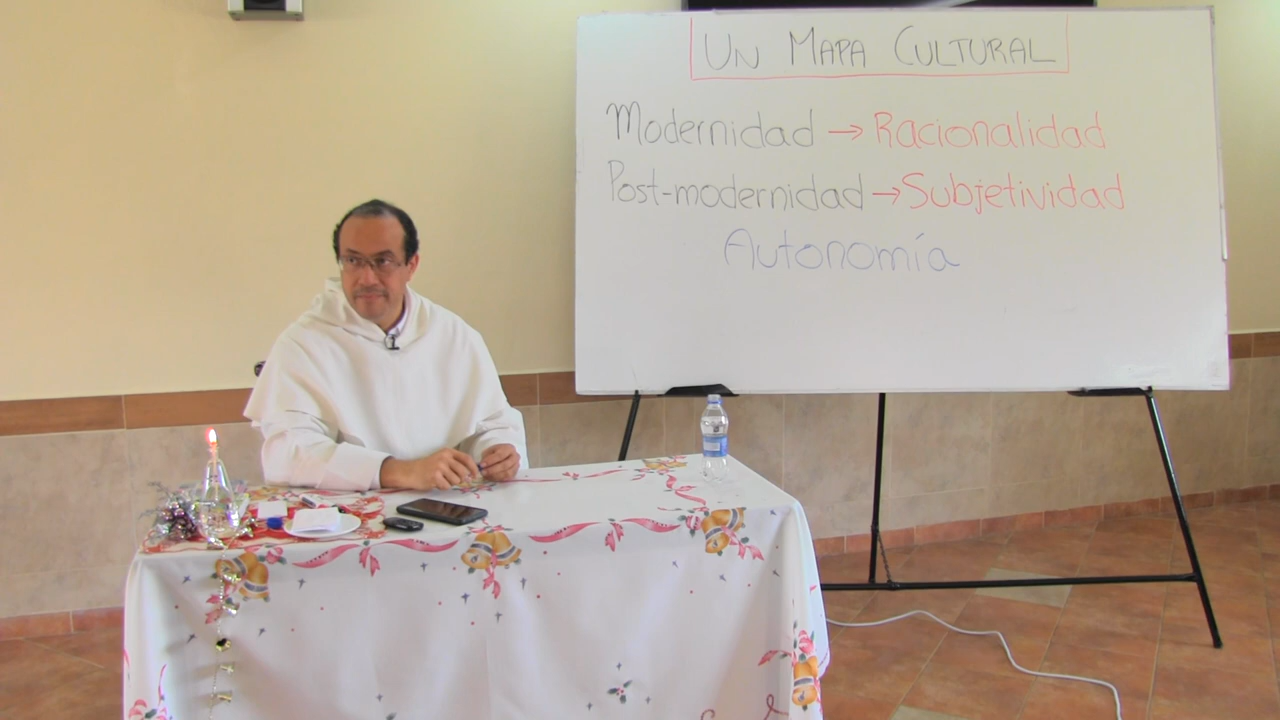 UN MAPA CULTURAL
Modernidad → Racionalidad
Post-modernidad → Subjetividad
Autonomía